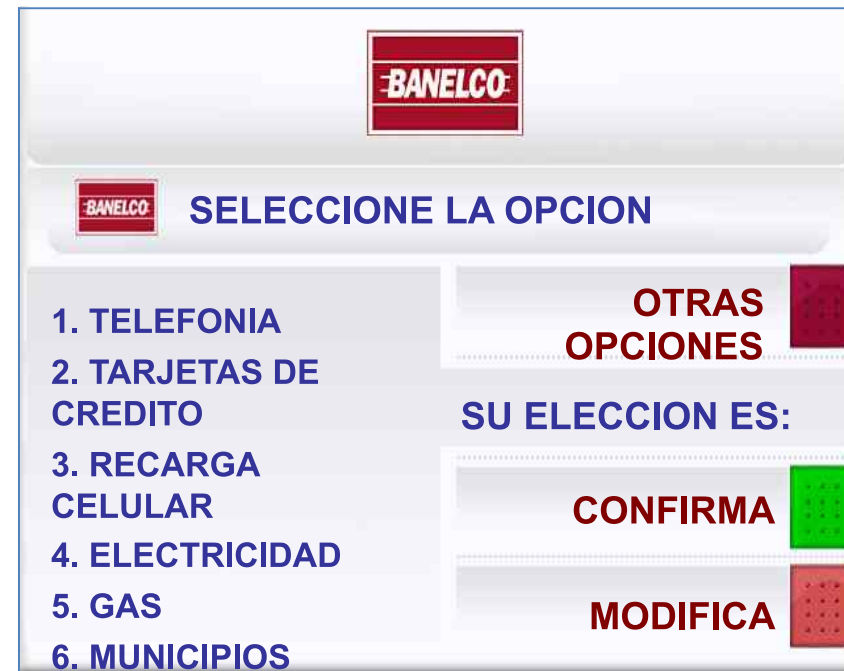 BANELCO
BANELCO
SELECCIONE LA OPCION
1. TELEFONIA
2. TARJETAS DE
CREDITO
3. RECARGA
CELULAR
4. ELECTRICIDAD
5. GAS
6. MUNICIPIOS
OTRAS
OPCIONES
SU ELECCION ES:
CONFIRMA
MODIFICA